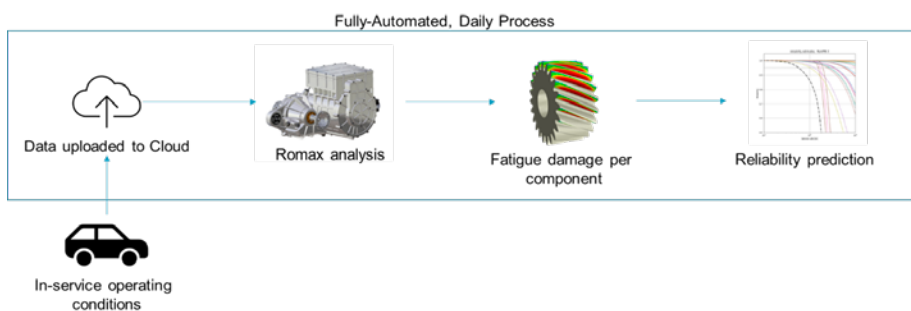 Fully-Automated, Daily Process
Data uploaded to Cloud
Romax analysis
Fatigue damage per
component
Reliability prediction
In-service operating
conditions